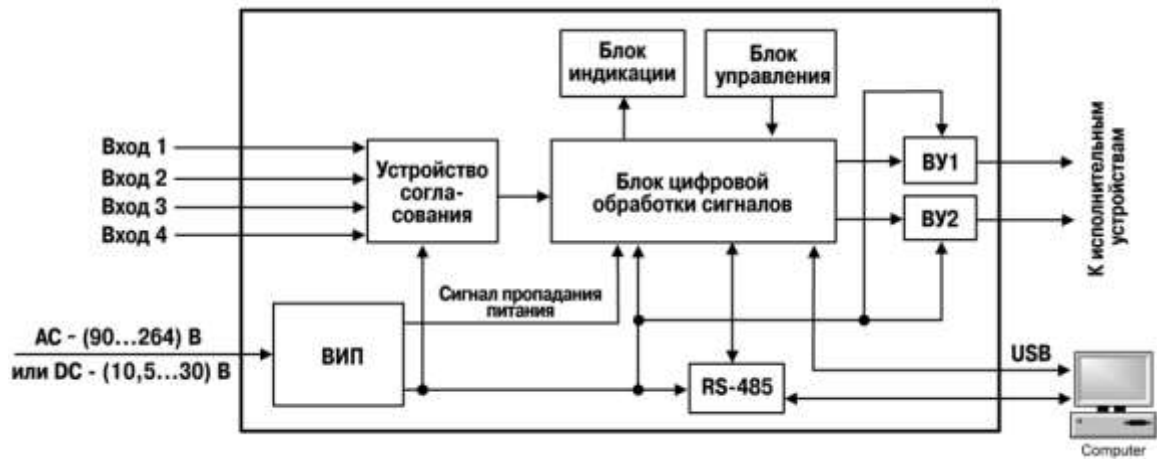 Блок
индикации
Блок
управления
Вход 1
Вход 2
Вход 3
Вход 4
Устройство
согла-
сования
Блок цифровой
обработки сигналов
ВУ1
ВУ2
К исполнительным
устройствам
Сигнал пропадания
питания
AC - (90...264) В
или DC - (10,5...30) В
ВИП
RS-485
USB
Computer